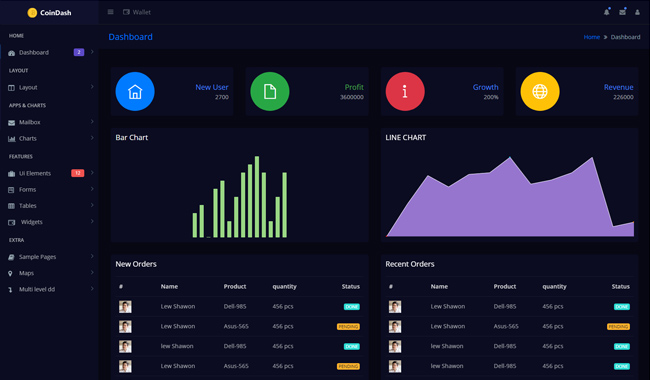 CoinDash
Wallet
HOME
Dashboard 3
LAYOUT
Layout
APPS & CHARTS
Mailbox
Charts
FEATURES
UI Elements 12
Forms
Tables
Widgets
EXTRA
Sample Pages
Maps
Multi level dd
Dashboard
Home » Dashboard
New User
2700
Profit
3600000
Growth
200%
Revenue
226000
Bar Chart
LINE CHART
New Orders
# Name Product quantity Status
Lew Shawon Dell-985 456 pcs DONE
Lew Shawon Asus-565 456 pcs PENDING
lew Shawon Dell-985 456 pcs DONE
Lew Shawon Asus-565 456 pcs PENDING
Recent Orders
# Name Product quantity Status
Lew Shawon Dell-985 456 pcs DONE
Lew Shawon Asus-565 456 pcs PENDING
lew Shawon Dell-985 456 pcs DONE
lew Shawon Dell-985 456 pcs DONE